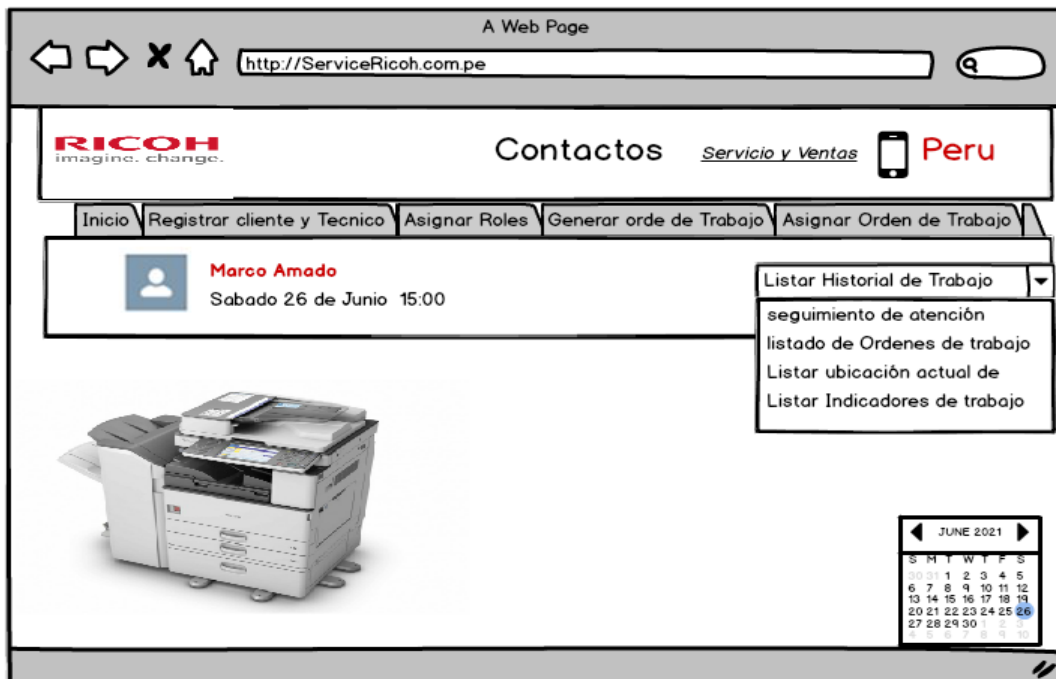 A Web Page
http://ServiceRicoh.com.pe
RICOH
imagine. change.
Contactos Servicio y Ventas Peru
Inicio Registrar cliente y Tecnico Asignar Roles Generar orde de Trabajo Asignar Orden de Trabajo
Marco Amado
Sabado 26 de Junio 15:00
Listar Historial de Trabajo
seguimiento de atención
listado de Ordenes de trabajo
Listar ubicación actual de
Listar Indicadores de trabajo
JUNE 2021
S M T W T F S
30 31 1 2 3 4 5
6 7 8 9 10 11 12
13 14 15 16 17 18 19
20 21 22 23 24 25 26
27 28 29 30 1 2 3
4 5 6 7 8 9 10